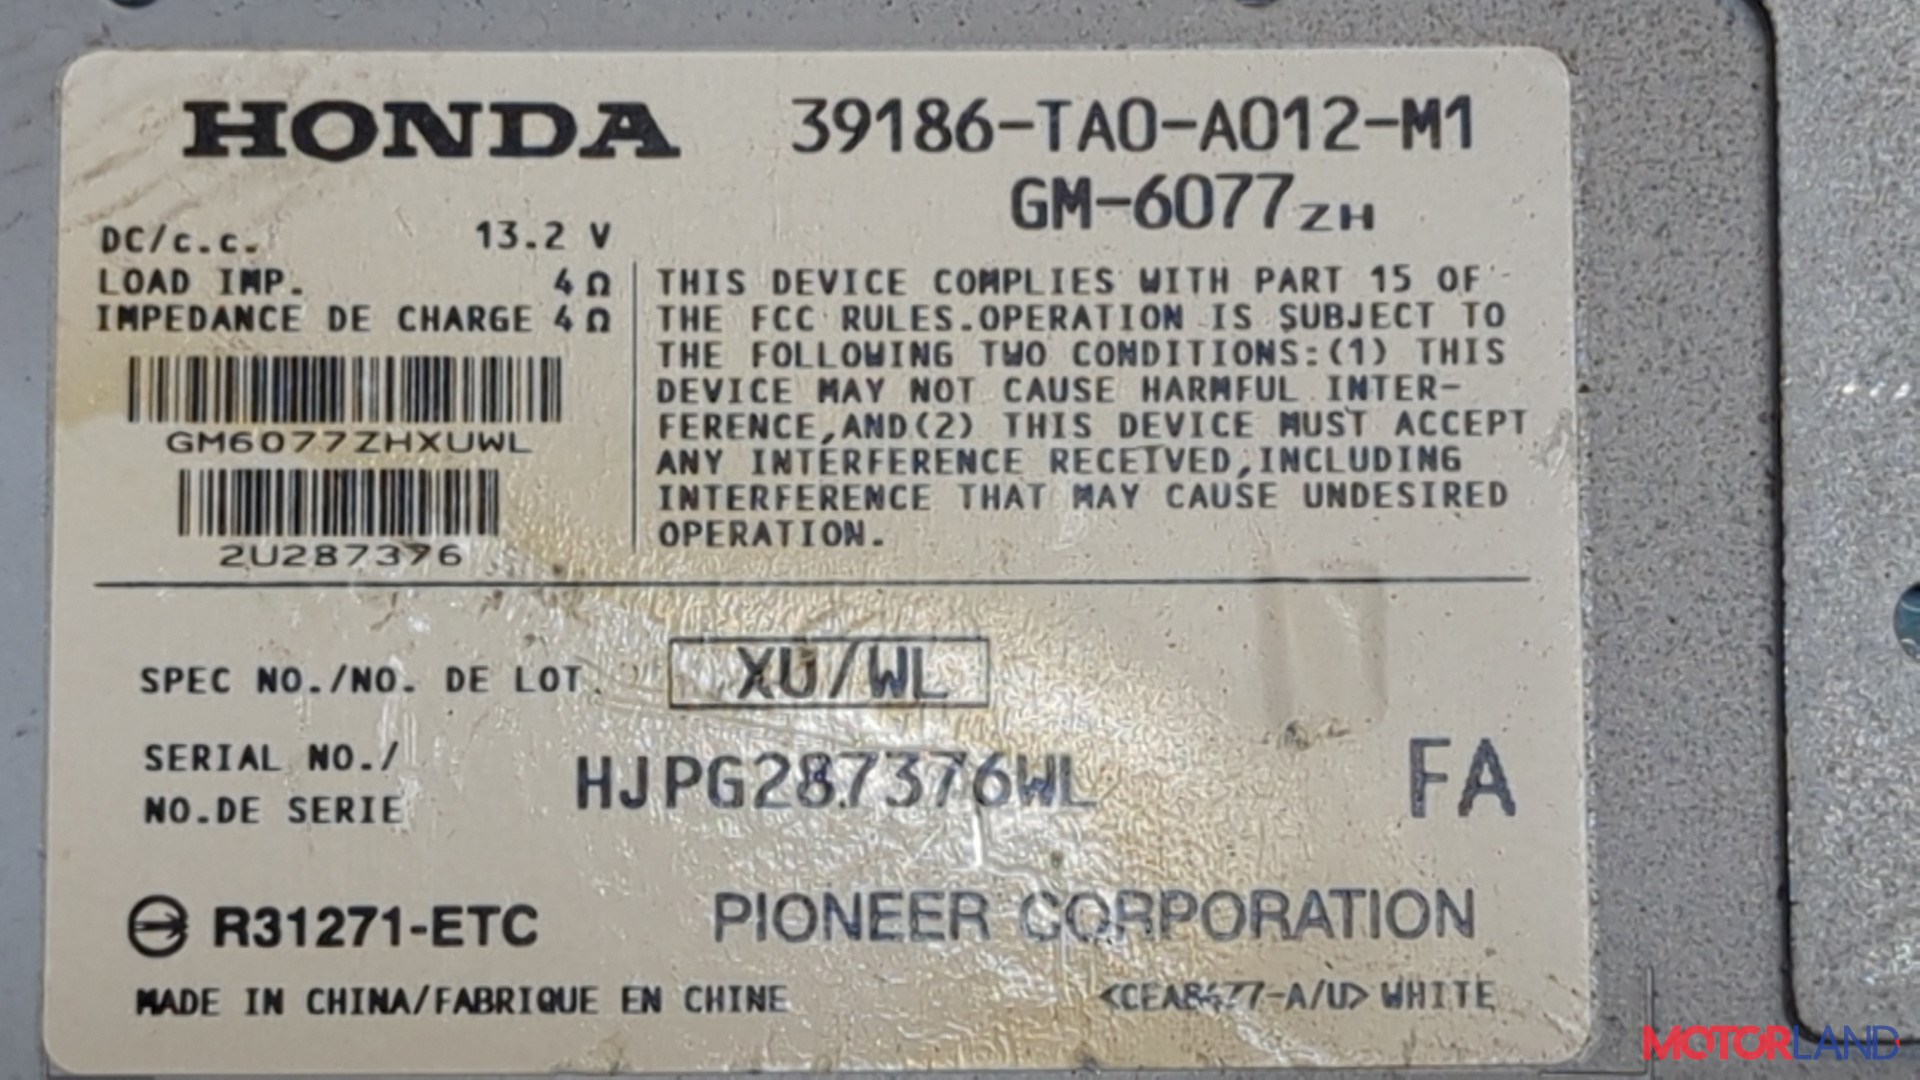 HONDA 39186-TA0-A012-M1
GM-6077ZH
DC/c.c. 13.2 V
LOAD IMP. 4Ω
IMPEDANCE DE CHARGE 4Ω
GM6077ZHXUWL
2U287376
THIS DEVICE COMPLIES WITH PART 15 OF
THE FCC RULES.OPERATION IS SUBJECT TO
THE FOLLOWING TWO CONDITIONS:(1) THIS
DEVICE MAY NOT CAUSE HARMFUL INTER-
FERENCE,AND(2) THIS DEVICE MUST ACCEPT
ANY INTERFERENCE RECEIVED,INCLUDING
INTERFERENCE THAT MAY CAUSE UNDESIRED
OPERATION.
SPEC NO./NO. DE LOT. XU/WL
SERIAL NO./
NO.DE SERIE
HJPG287376WL FA
R31271-ETC PIONEER CORPORATION
MADE IN CHINA/FABRIQUE EN CHINE WHITE
MOTORLAND